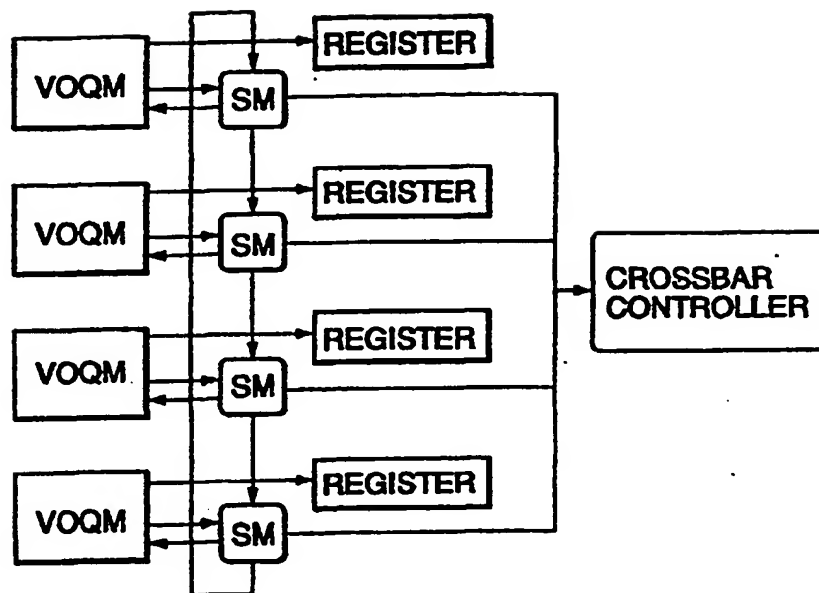 REGISTER
VOQM
SM
REGISTER
VOQM
SM
CROSSBAR
CONTROLLER
REGISTER
VOQM
SM
REGISTER
VOQM
SM